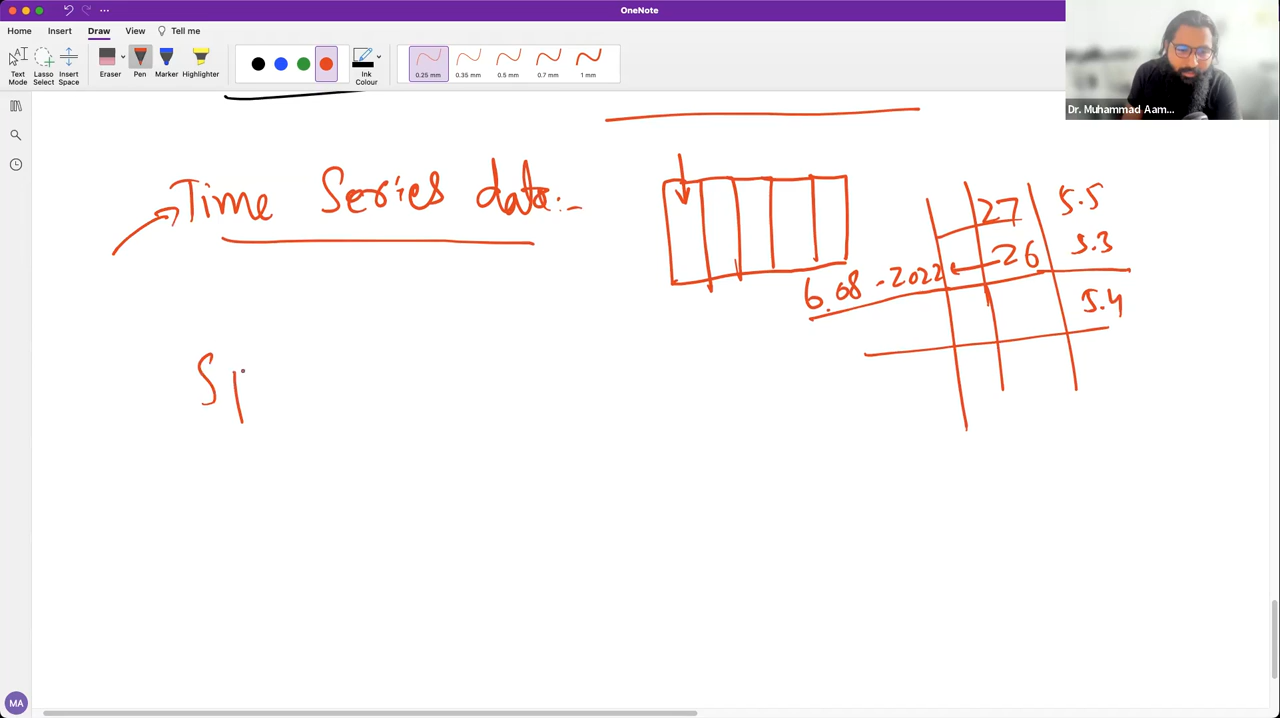 OneNote
Home Insert Draw View Tell me
Text Mode
Lasso Select
Insert Space
Eraser
Pen
Marker
Highlighter
Ink Colour
0.25 mm
0.35 mm
0.5 mm
0.7 mm
1 mm
Dr. Muhammad Aam...
Time Series data:-
27 5.5
26 5.3
6.08-2022
5.4
MA